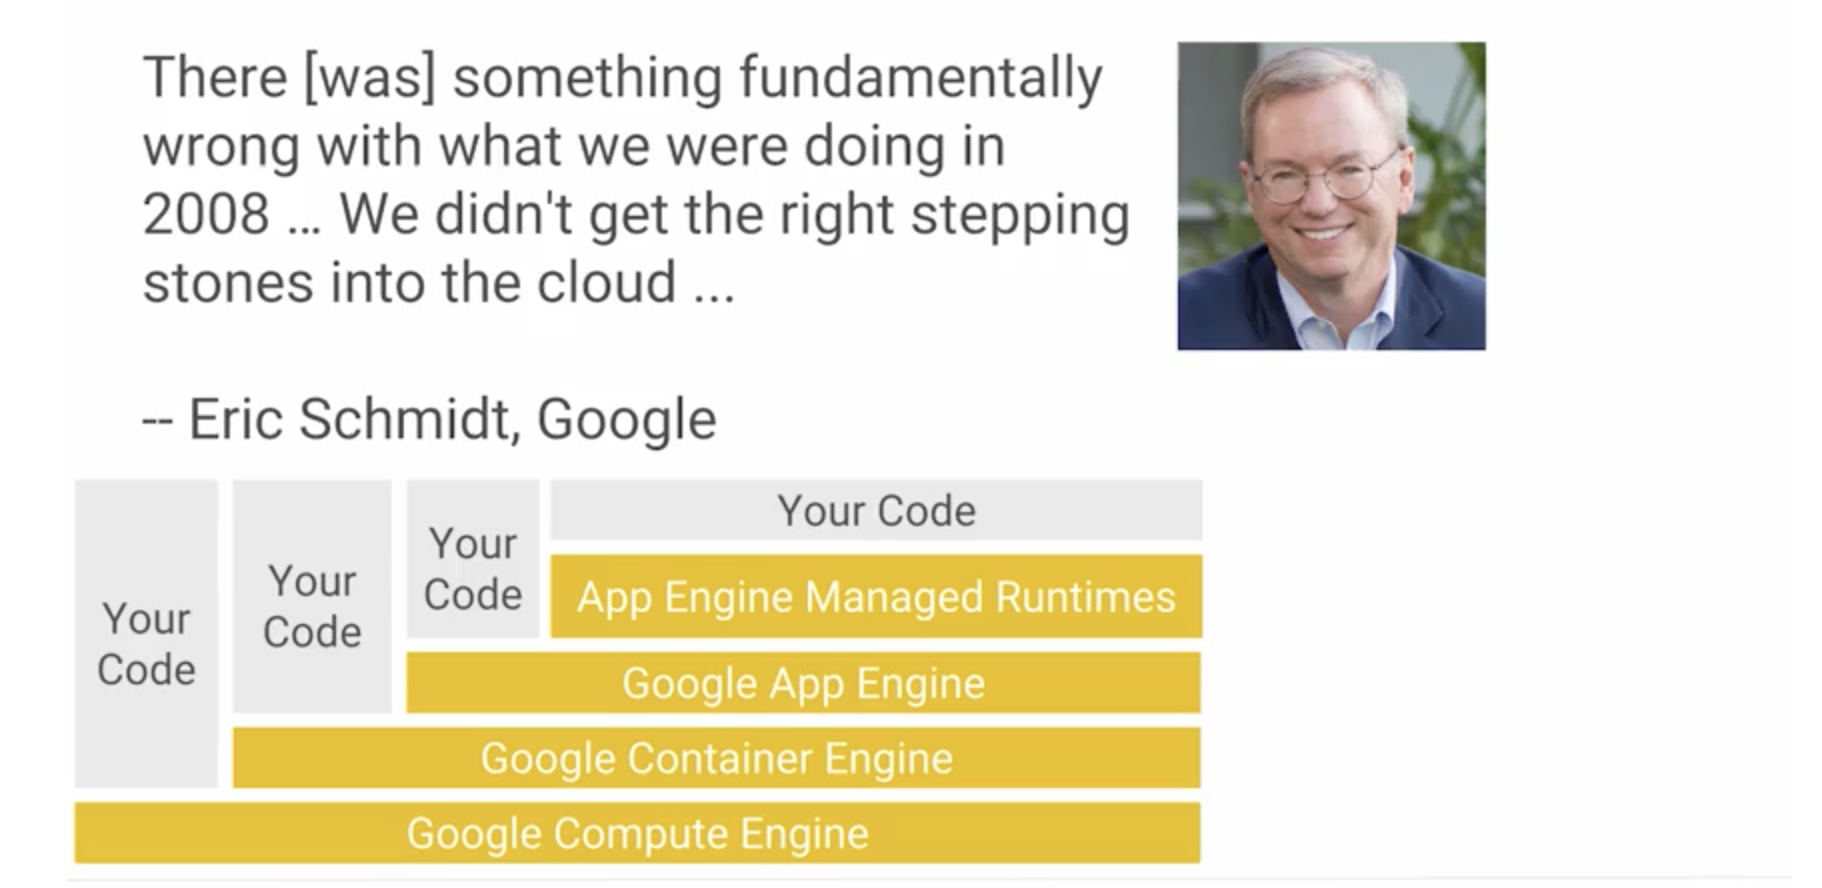 There [was] something fundamentally
wrong with what we were doing in
2008 ... We didn't get the right stepping
stones into the cloud ...
-- Eric Schmidt, Google
Your
Code
Your
Code
Your
Code
Your Code
App Engine Managed Runtimes
Google App Engine
Google Container Engine
Google Compute Engine